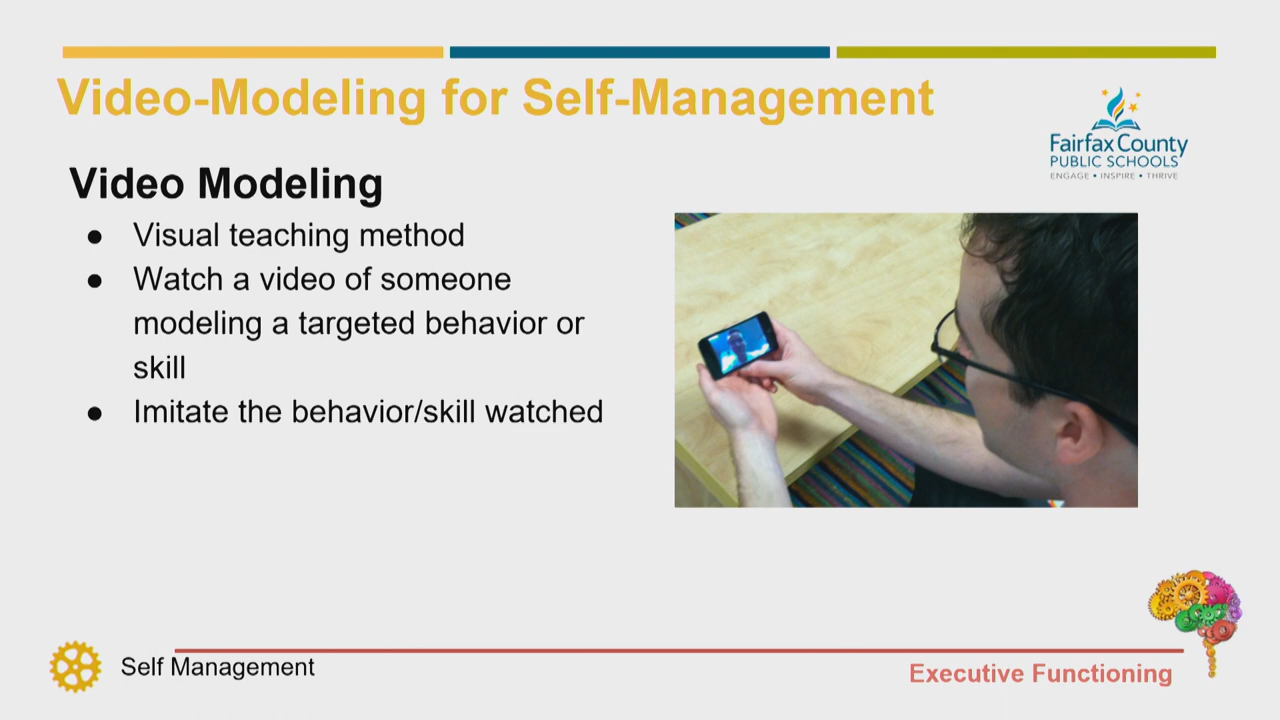 Video-Modeling for Self-Management
Fairfax County
PUBLIC SCHOOLS
ENGAGE • INSPIRE • THRIVE
Video Modeling
● Visual teaching method
● Watch a video of someone
modeling a targeted behavior or
skill
● Imitate the behavior/skill watched
Self Management
Executive Functioning